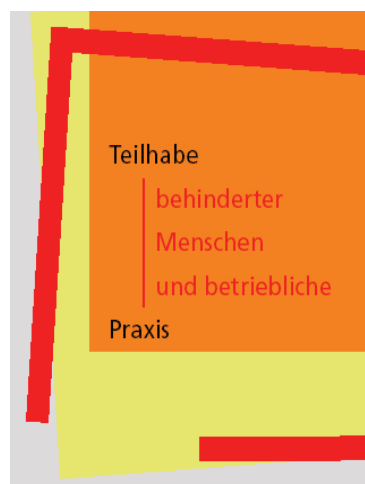 Teilhabe
behinderter
Menschen
und betriebliche
Praxis